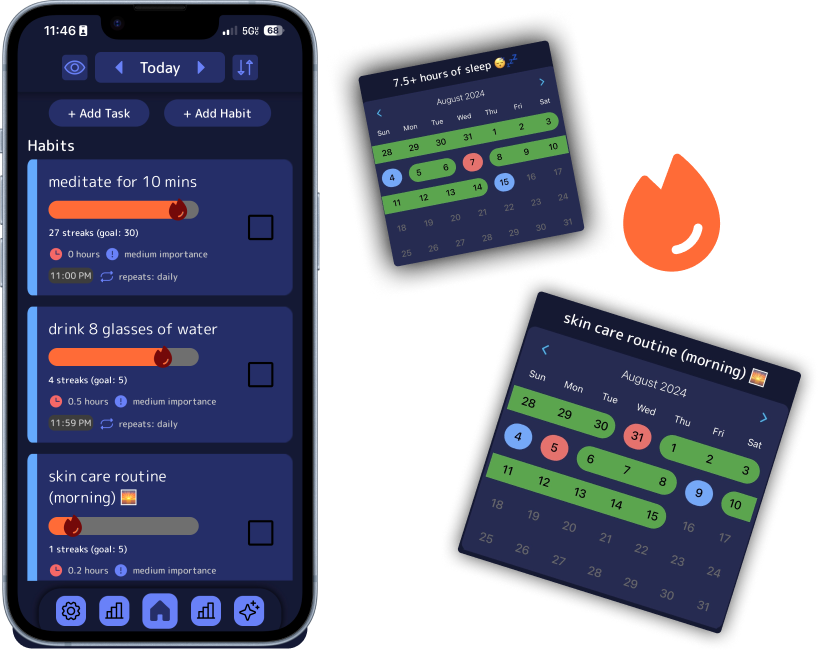 11:46 5G 68
Today
+ Add Task + Add Habit
Habits
meditate for 10 mins
27 streaks (goal: 30)
0 hours ! medium importance
11:00 PM repeats: daily
drink 8 glasses of water
4 streaks (goal: 5)
0.5 hours ! medium importance
11:59 PM repeats: daily
skin care routine
(morning) 🌅
1 streaks (goal: 5)
0.2 hours ! medium importance
7.5+ hours of sleep 😴💤
August 2024
Sun Mon Tue Wed Thu Fri Sat
28 29 30 31 1 2 3
4 5 6 7 8 9 10
11 12 13 14 15 16 17
18 19 20 21 22 23 24
25 26 27 28 29 30 31
skin care routine (morning) 🌅
August 2024
Sun Mon Tue Wed Thu Fri Sat
28 29 30 31 1 2 3
4 5 6 7 8 9 10
11 12 13 14 15 16 17
18 19 20 21 22 23 24
25 26 27 28 29 30 31